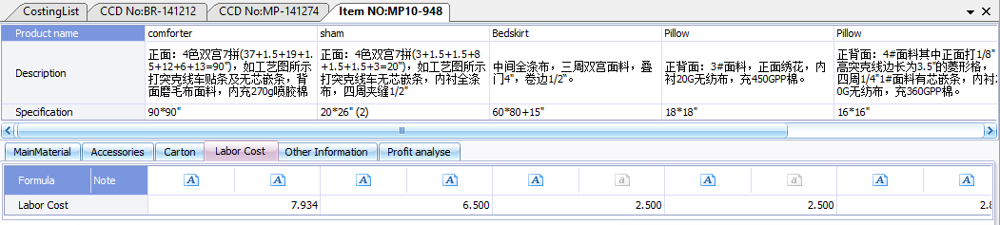 CostingList
CCD No:BR-141212
CCD No:MP-141274
Item NO:MP10-948
Product name
comforter
sham
Bedskirt
Pillow
Pillow
Description
正面：4色双宫7拼(37+1.5+19+1.
5+12+6+13=90")，如工艺图所示
打突克线车贴条及无芯嵌条，背
面磨毛布面料，内充270g喷胶棉
正面：4色双宫7拼(3+1.5+1.5+8
+1.5+1.5+3=20")，如工艺图所示
打突克线车无芯嵌条，内衬全涤
布，四周夹缝1/2"
中间全涤布，三周双宫面料，叠
门4"，卷边1/2"。
正背面：3#面料，正面绣花，内
衬20G无纺布，充450GPP棉。
正背面：4#面料其中正面打1/8"
高突克线边长为3.5"的菱形格，
四周1/4"1#面料有芯嵌条，内衬2
0G无纺布，充360GPP棉。
Specification
90*90"
20*26" (2)
60*80+15"
18*18"
16*16"
MainMaterial
Accessories
Carton
Labor Cost
Other Information
Profit analyse
Formula
Note
Labor Cost
7.934
6.500
2.500
2.500
2.8